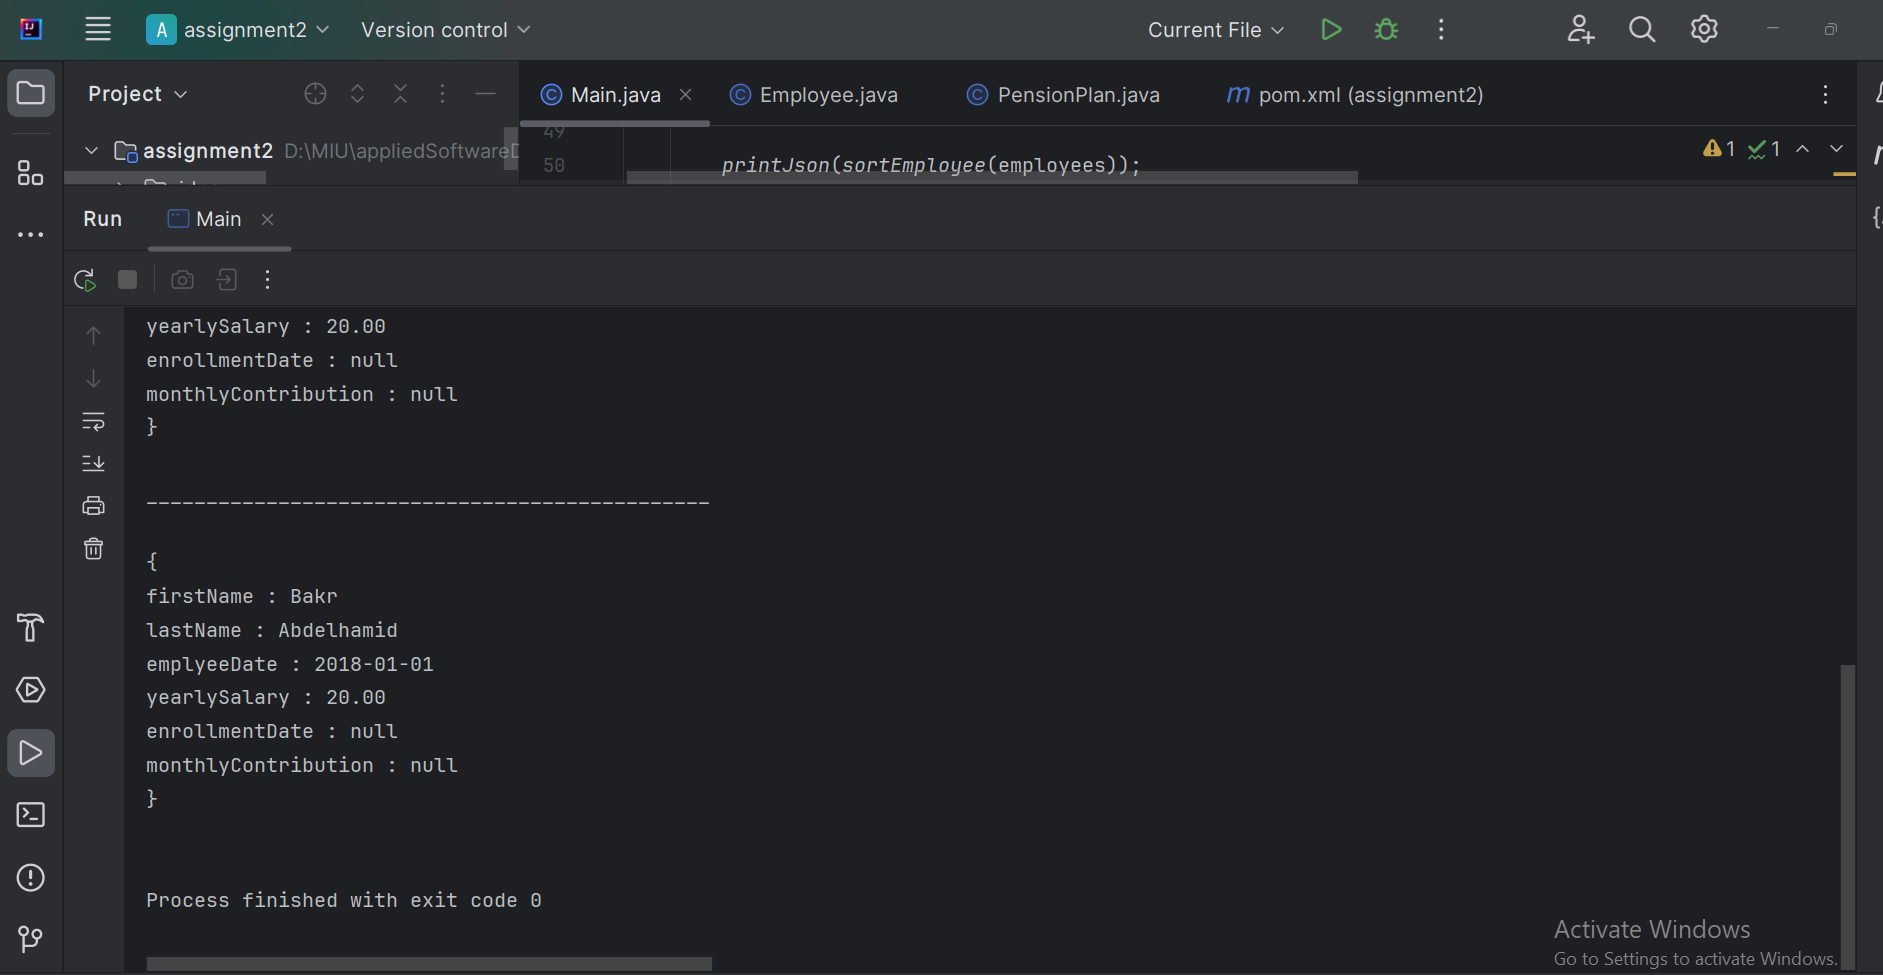 A assignment2 Version control Current File
Project
Main.java Employee.java PensionPlan.java m pom.xml (assignment2)
assignment2 D:\MIU\appliedSoftwareD
49
50 printJson(sortEmployee(employees));
1 1
Run Main
yearlySalary : 20.00
enrollmentDate : null
monthlyContribution : null
}
-----------------------------------------------
{
firstName : Bakr
lastName : Abdelhamid
emplyeeDate : 2018-01-01
yearlySalary : 20.00
enrollmentDate : null
monthlyContribution : null
}
Process finished with exit code 0
Activate Windows
Go to Settings to activate Windows.